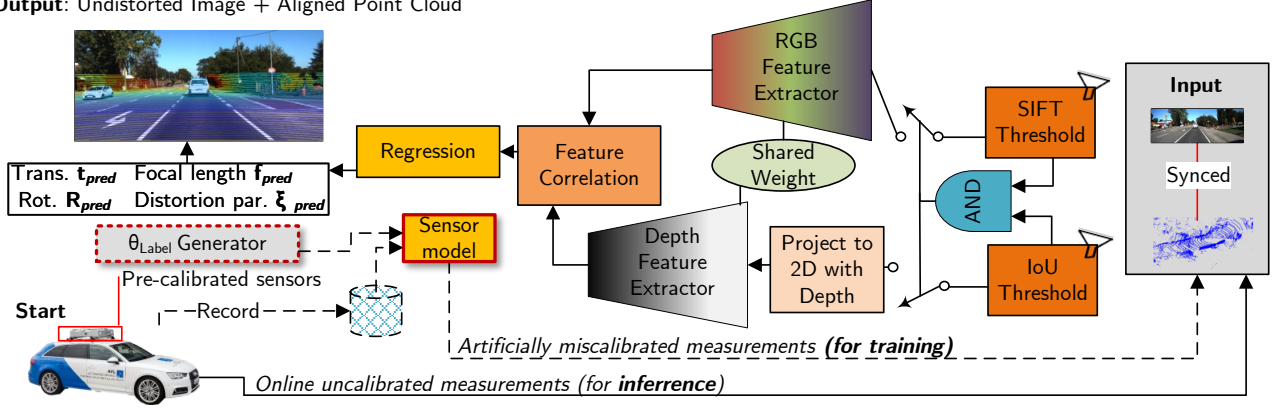 Output: Undistorted Image + Aligned Point Cloud
RGB
Feature
Extractor
SIFT
Threshold
Input
Synced
Regression
Feature
Correlation
Shared
Weight
AND
Trans. t_pred Focal length f_pred
Rot. R_pred Distortion par. ξ_pred
θ_Label Generator
Sensor
model
Depth
Feature
Extractor
Project to
2D with
Depth
IoU
Threshold
Pre-calibrated sensors
Start
Record
Artificially miscalibrated measurements (for training)
Online uncalibrated measurements (for inferrence)